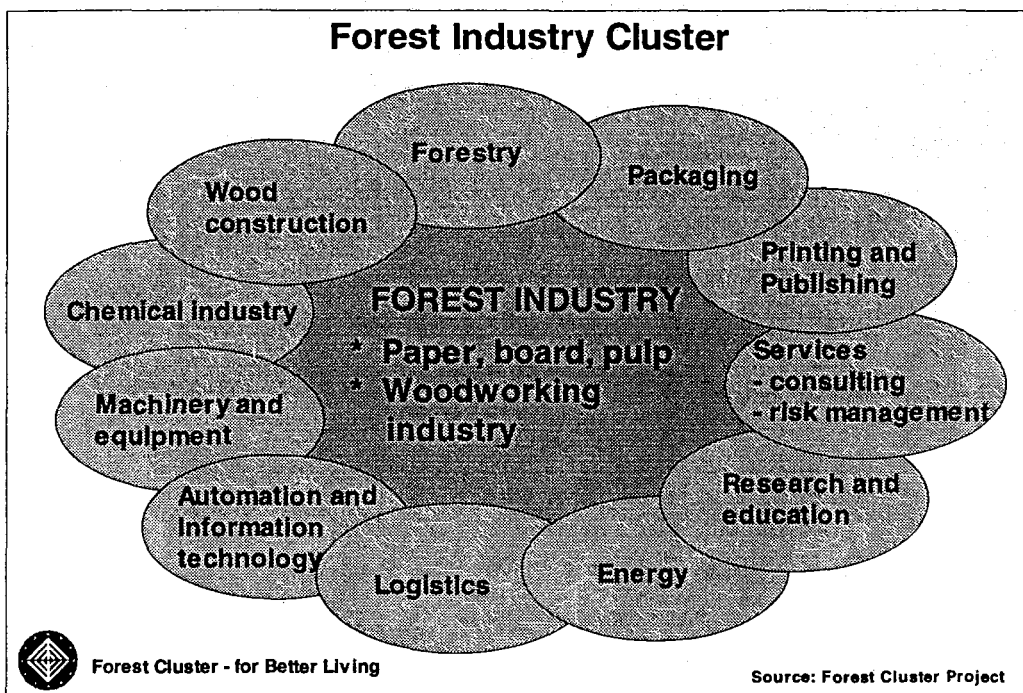 Forest Industry Cluster
Forestry
Packaging
Wood
construction
Printing and
Publishing
Chemical industry
FOREST INDUSTRY
* Paper, board, pulp
* Woodworking
industry
Services
- consulting
- risk management
Machinery and
equipment
Research and
education
Automation and
Information
technology
Logistics
Energy
Forest Cluster - for Better Living
Source: Forest Cluster Project